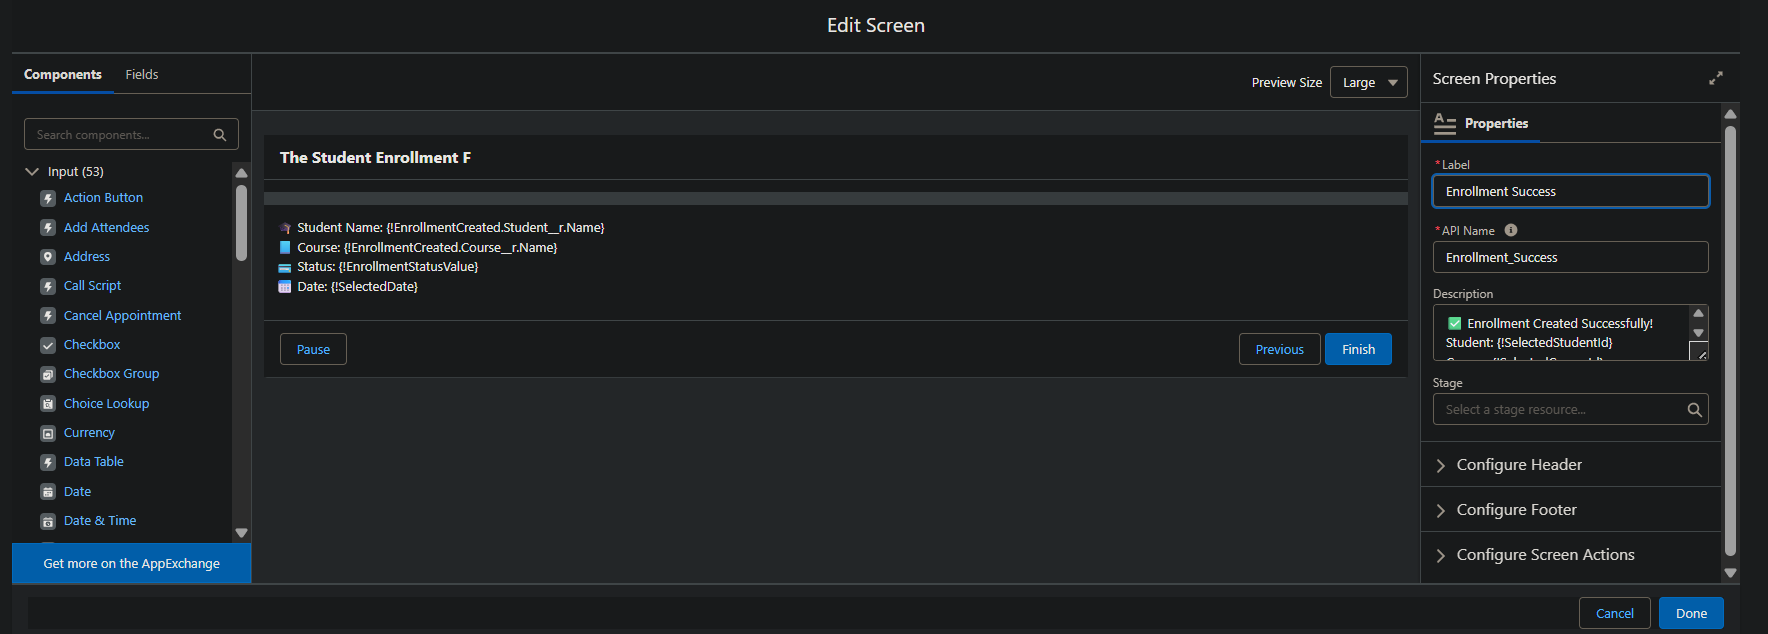 Edit Screen
Components
Fields
Search components...
Input (53)
Action Button
Add Attendees
Address
Call Script
Cancel Appointment
Checkbox
Checkbox Group
Choice Lookup
Currency
Data Table
Date
Date & Time
Get more on the AppExchange
Preview Size
Large
The Student Enrollment F
🎓 Student Name: {!EnrollmentCreated.Student__r.Name}
📘 Course: {!EnrollmentCreated.Course__r.Name}
💳 Status: {!EnrollmentStatusValue}
📅 Date: {!SelectedDate}
Pause
Previous
Finish
Screen Properties
Properties
*Label
Enrollment Success
*API Name
Enrollment_Success
Description
✅ Enrollment Created Successfully!
Student: {!SelectedStudentId}
Stage
Select a stage resource...
Configure Header
Configure Footer
Configure Screen Actions
Cancel
Done